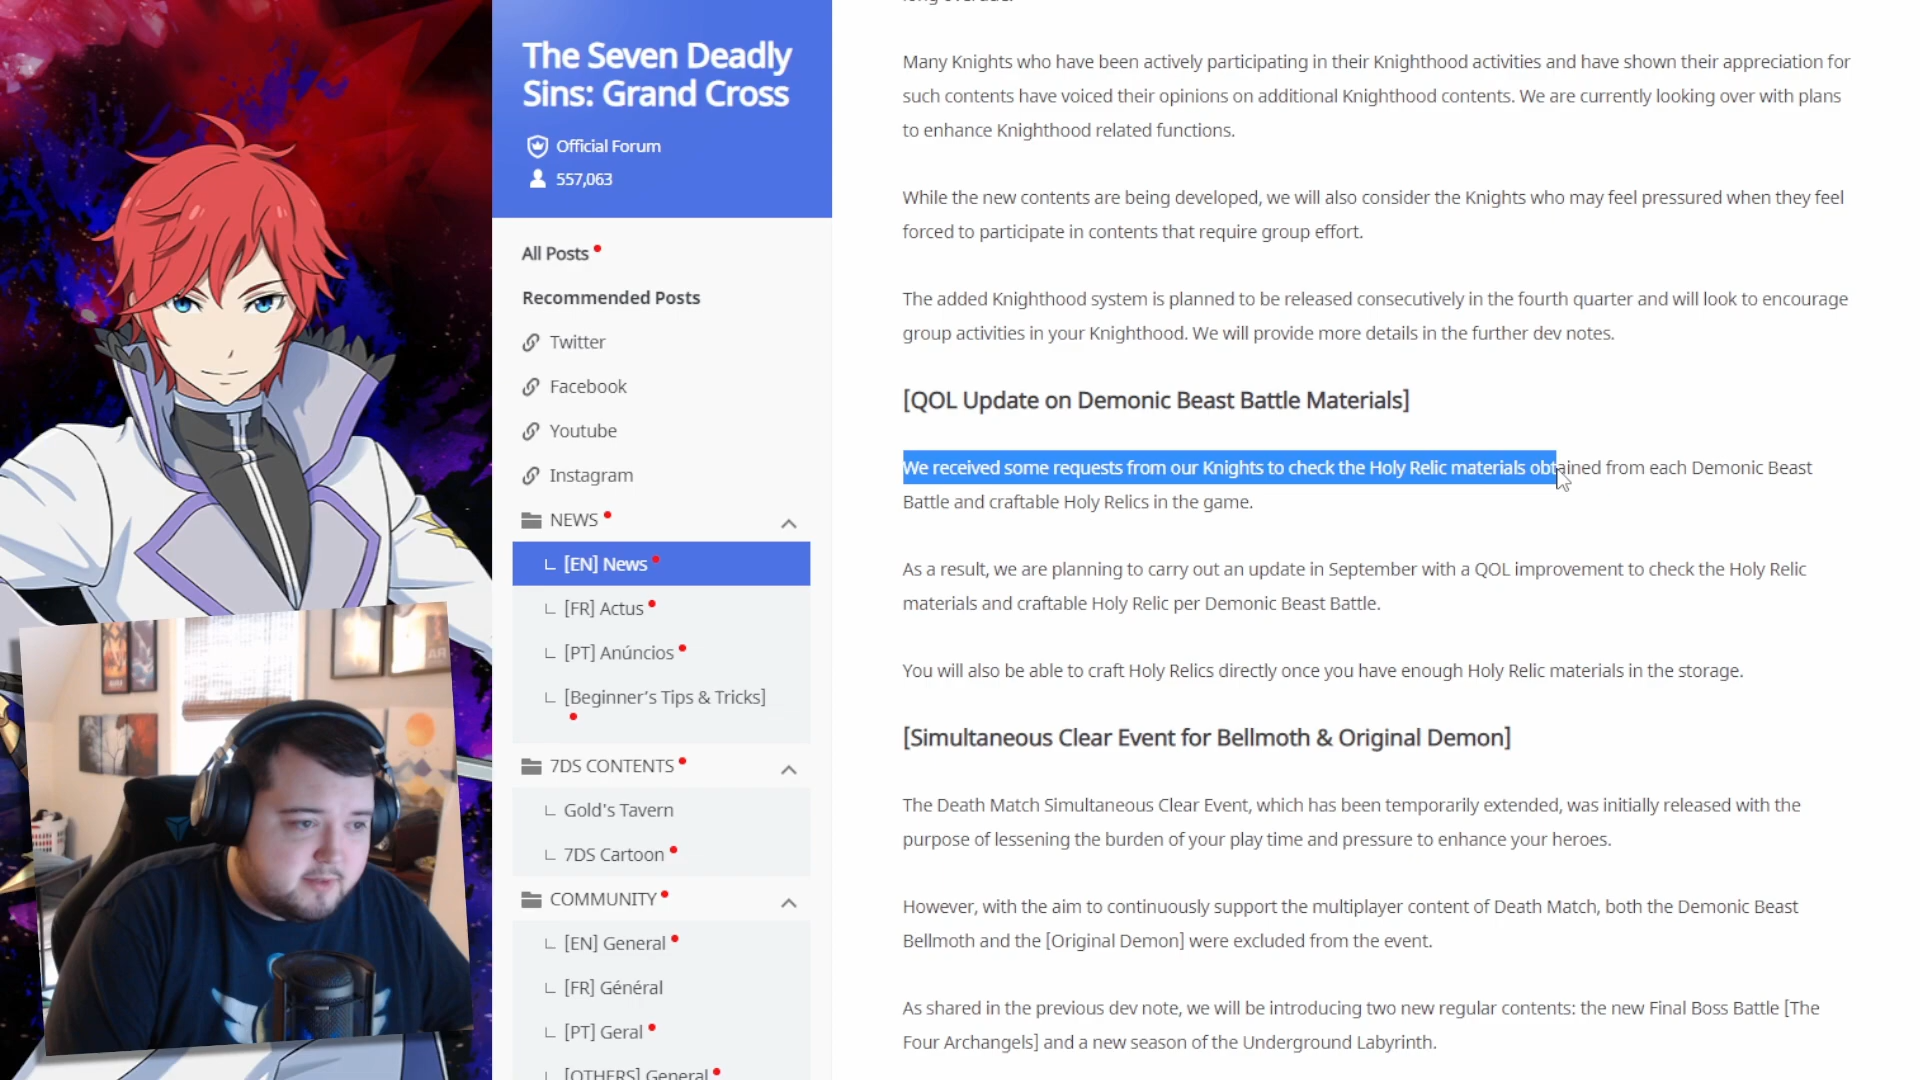 The Seven Deadly
Sins: Grand Cross
Official Forum
557,063
All Posts
Recommended Posts
Twitter
Facebook
Youtube
Instagram
NEWS
[EN] News
[FR] Actus
[PT] Anúncios
[Beginner's Tips & Tricks]
7DS CONTENTS
Gold's Tavern
7DS Cartoon
COMMUNITY
[EN] General
[FR] Général
[PT] Geral
[OTHERS] General
Many Knights who have been actively participating in their Knighthood activities and have shown their appreciation for
such contents have voiced their opinions on additional Knighthood contents. We are currently looking over with plans
to enhance Knighthood related functions.
While the new contents are being developed, we will also consider the Knights who may feel pressured when they feel
forced to participate in contents that require group effort.
The added Knighthood system is planned to be released consecutively in the fourth quarter and will look to encourage
group activities in your Knighthood. We will provide more details in the further dev notes.
[QOL Update on Demonic Beast Battle Materials]
We received some requests from our Knights to check the Holy Relic materials obtained from each Demonic Beast
Battle and craftable Holy Relics in the game.
As a result, we are planning to carry out an update in September with a QOL improvement to check the Holy Relic
materials and craftable Holy Relic per Demonic Beast Battle.
You will also be able to craft Holy Relics directly once you have enough Holy Relic materials in the storage.
[Simultaneous Clear Event for Bellmoth & Original Demon]
The Death Match Simultaneous Clear Event, which has been temporarily extended, was initially released with the
purpose of lessening the burden of your play time and pressure to enhance your heroes.
However, with the aim to continuously support the multiplayer content of Death Match, both the Demonic Beast
Bellmoth and the [Original Demon] were excluded from the event.
As shared in the previous dev note, we will be introducing two new regular contents: the new Final Boss Battle [The
Four Archangels] and a new season of the Underground Labyrinth.